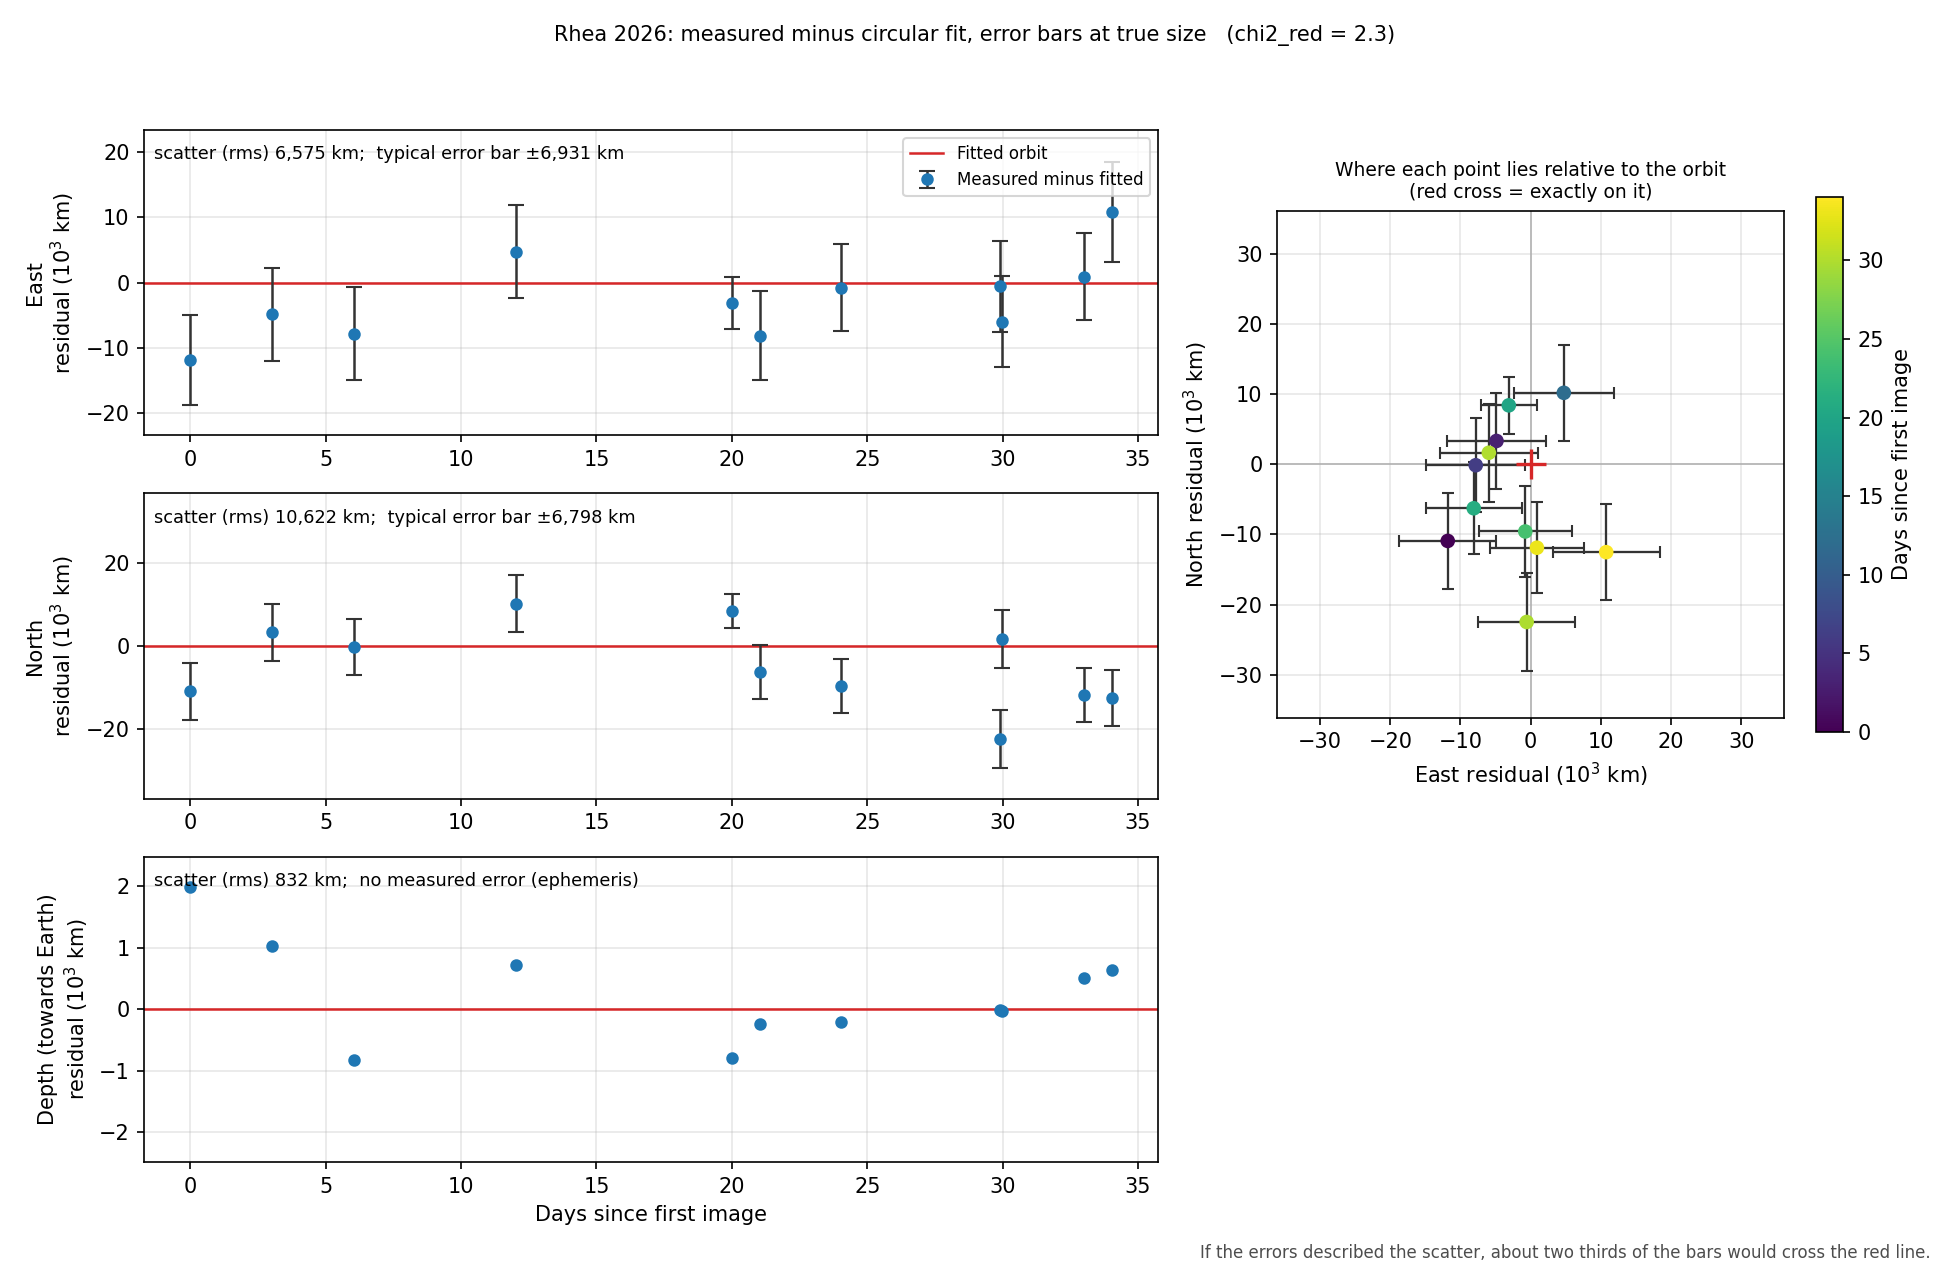 Rhea 2026: measured minus circular fit, error bars at true size   (chi2_red = 2.3)
scatter (rms) 6,575 km;  typical error bar ±6,931 km
Fitted orbit
Measured minus fitted
East
residual (10³ km)
20
10
0
−10
−20
0 5 10 15 20 25 30 35
scatter (rms) 10,622 km;  typical error bar ±6,798 km
North
residual (10³ km)
20
0
−20
0 5 10 15 20 25 30 35
scatter (rms) 832 km;  no measured error (ephemeris)
Depth (towards Earth)
residual (10³ km)
2
1
0
−1
−2
0 5 10 15 20 25 30 35
Days since first image
Where each point lies relative to the orbit
(red cross = exactly on it)
North residual (10³ km)
30
20
10
0
−10
−20
−30
−30 −20 −10 0 10 20 30
East residual (10³ km)
30
25
20
15
10
5
0
Days since first image
If the errors described the scatter, about two thirds of the bars would cross the red line.